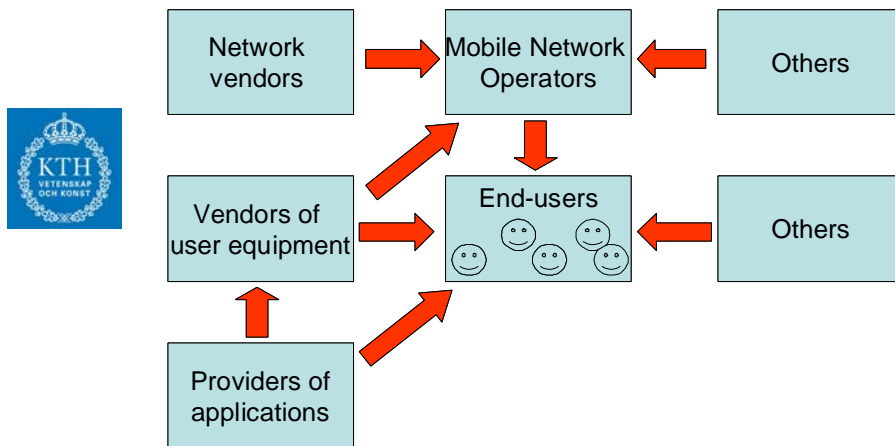 Network
vendors
Mobile Network
Operators
Others
KTH
VETENSKAP
OCH KONST
Vendors of
user equipment
End-users
Others
Providers of
applications